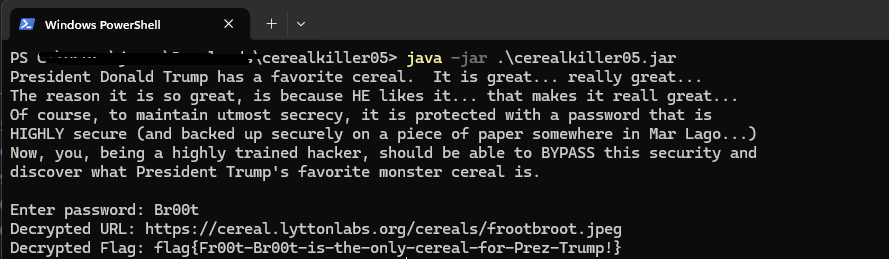 Windows PowerShell
PS C \cerealkiller05> java -jar .\cerealkiller05.jar
President Donald Trump has a favorite cereal.  It is great... really great...
The reason it is so great, is because HE likes it... that makes it reall great...
Of course, to maintain utmost secrecy, it is protected with a password that is
HIGHLY secure (and backed up securely on a piece of paper somewhere in Mar Lago...)
Now, you, being a highly trained hacker, should be able to BYPASS this security and
discover what President Trump's favorite monster cereal is.
Enter password: Br00t
Decrypted URL: https://cereal.lyttonlabs.org/cereals/frootbroot.jpeg
Decrypted Flag: flag{Fr00t-Br00t-is-the-only-cereal-for-Prez-Trump!}